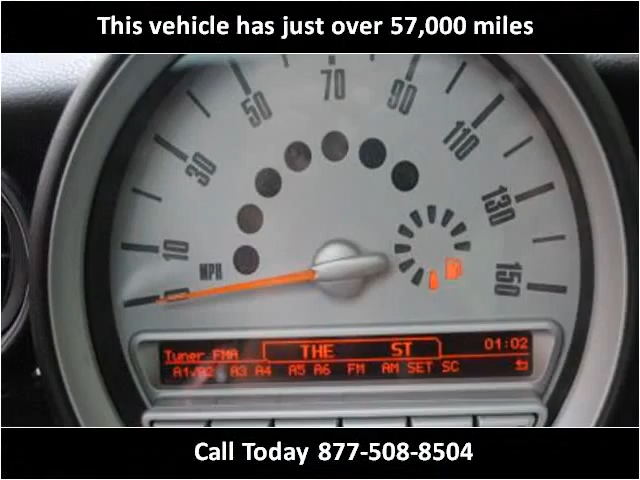 This vehicle has just over 57,000 miles
10 30 50 70 90 110 130 150
MPH
Tuner FMA THE ST 01:02
A1 A2 A3 A4 A5 A6 FM AM SET SC
Call Today 877-508-8504